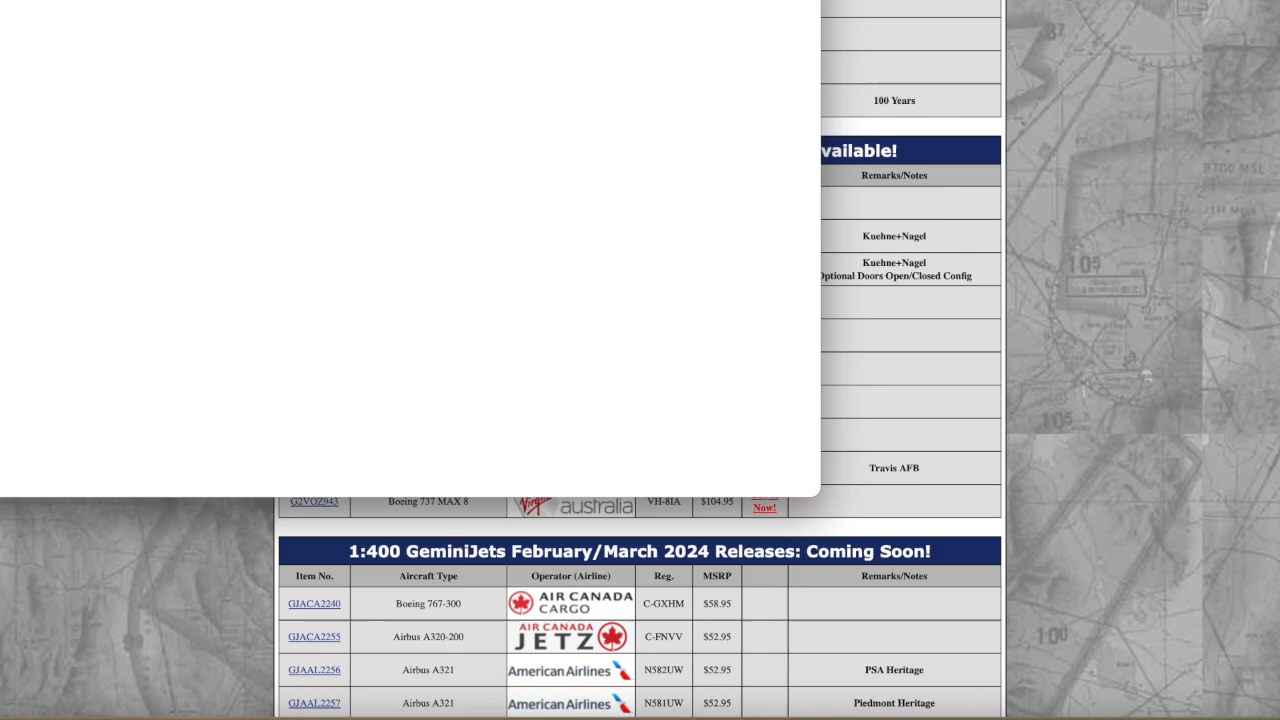 100 Years
vailable!
Remarks/Notes
Kuehne+Nagel
Kuehne+Nagel
Optional Doors Open/Closed Config
Travis AFB
G2VOZ943 Boeing 737 MAX 8 Virgin australia VH-8IA $104.95 Now!
1:400 GeminiJets February/March 2024 Releases: Coming Soon!
Item No. Aircraft Type Operator (Airline) Reg. MSRP Remarks/Notes
GJACA2240 Boeing 767-300 AIR CANADA CARGO C-GXHM $58.95
GJACA2255 Airbus A320-200 AIR CANADA JETZ C-FNVV $52.95
GJAAL2256 Airbus A321 American Airlines N582UW $52.95 PSA Heritage
GJAAL2257 Airbus A321 American Airlines N581UW $52.95 Piedmont Heritage
105
105
100